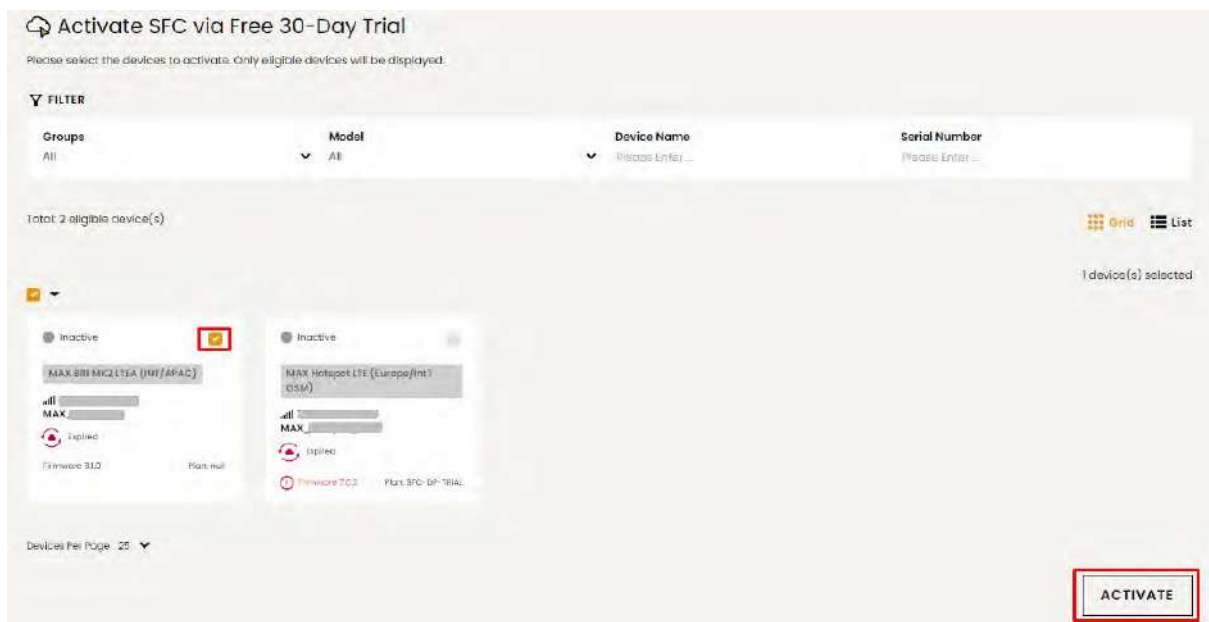 Activate SFC via Free 30-Day Trial
Please select the devices to activate. Only eligible devices will be displayed.
FILTER
Groups Model Device Name Serial Number
All All Please Enter... Please Enter...
Total: 2 eligible device(s)
Grid List
1 device(s) selected
Inactive
MAX BR1 MK2 LTEA (INT/APAC)
MAX_
Expired
Firmware 8.1.0 Plan: null
Inactive
MAX Hotspot LTE (Europe/Int'l
GSM)
MAX_
Expired
Firmware 7.0.2 Plan: SFC-DP-TRIAL
Devices Per Page 25
ACTIVATE